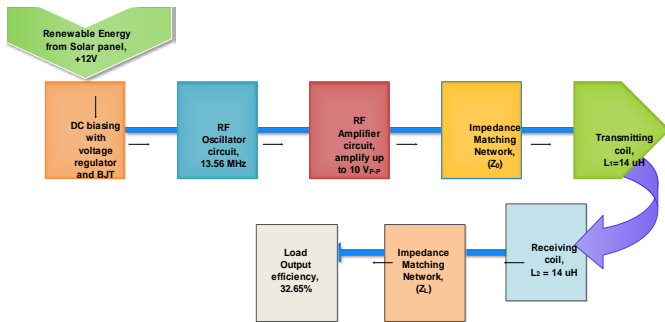 Renewable Energy
from Solar panel,
+12V
DC biasing
with
voltage
regulator
and BJT
RF
Oscillator
circuit,
13.56 MHz
RF
Amplifier
circuit,
amplify up
to 10 VP-P
Impedance
Matching
Network,
(Z0)
Transmitting
coil,
L1=14 uH
Receiving
coil,
L2 = 14 uH
Impedance
Matching
Network,
(ZL)
Load
Output
efficiency,
32.65%